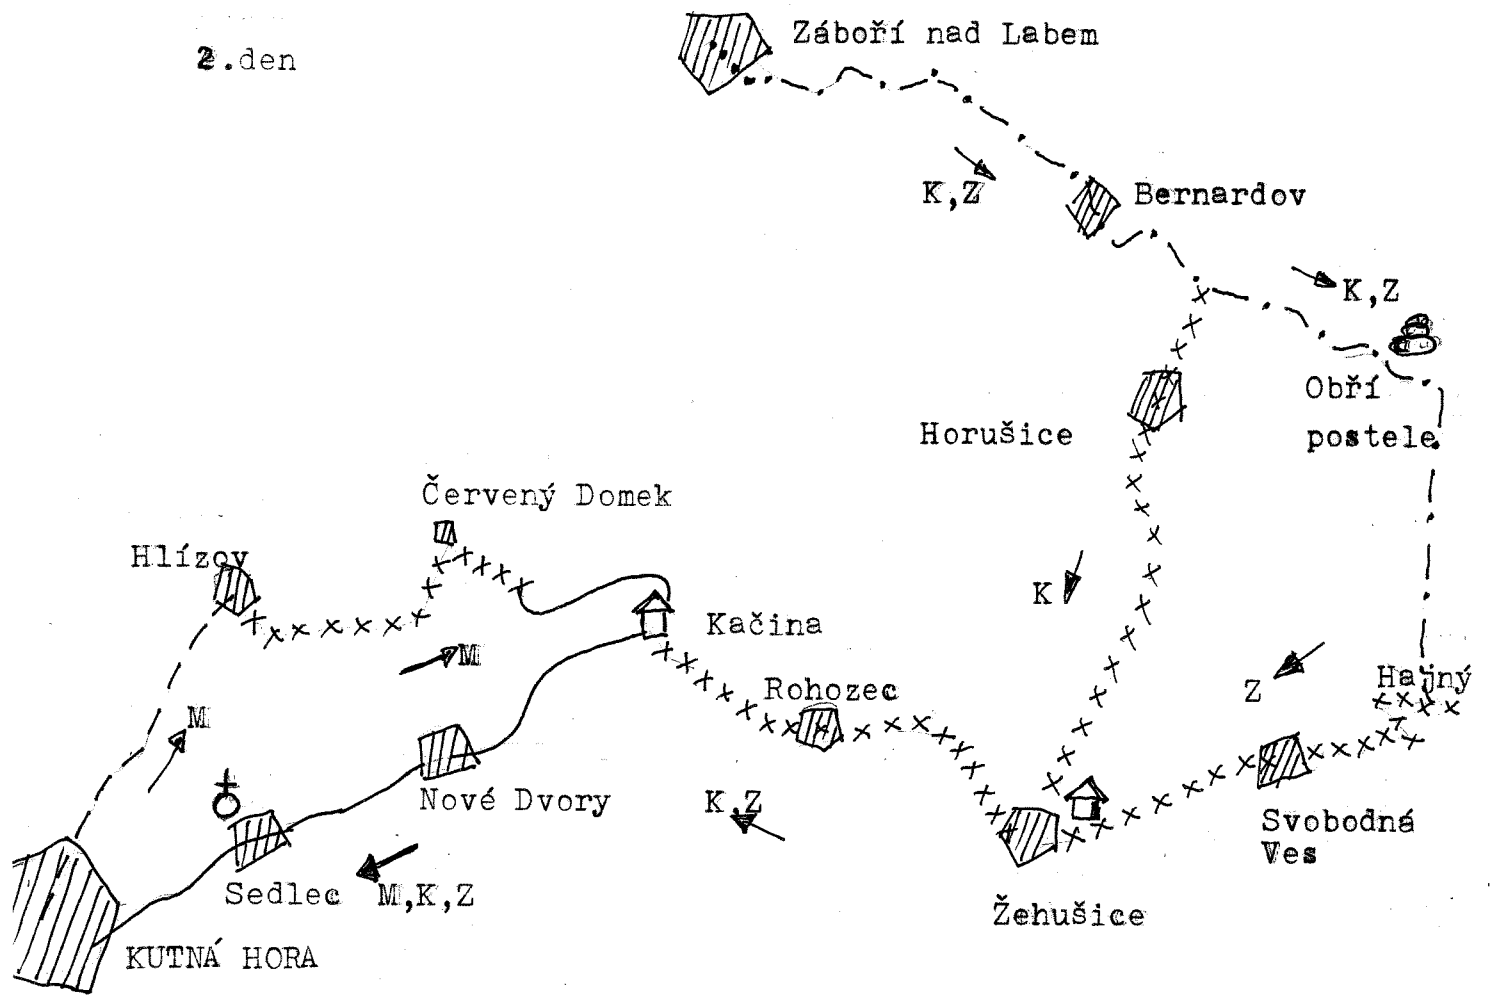 2.den
Záboří nad Labem
K,Z
Bernardov
K,Z
Obří
postele
Horušice
Červený Domek
Hlízov
K
Kačina
M
Rohozec
Z
Hajný
M
Nové Dvory
K,Z
Svobodná
Ves
Sedlec
M,K,Z
Žehušice
KUTNÁ HORA